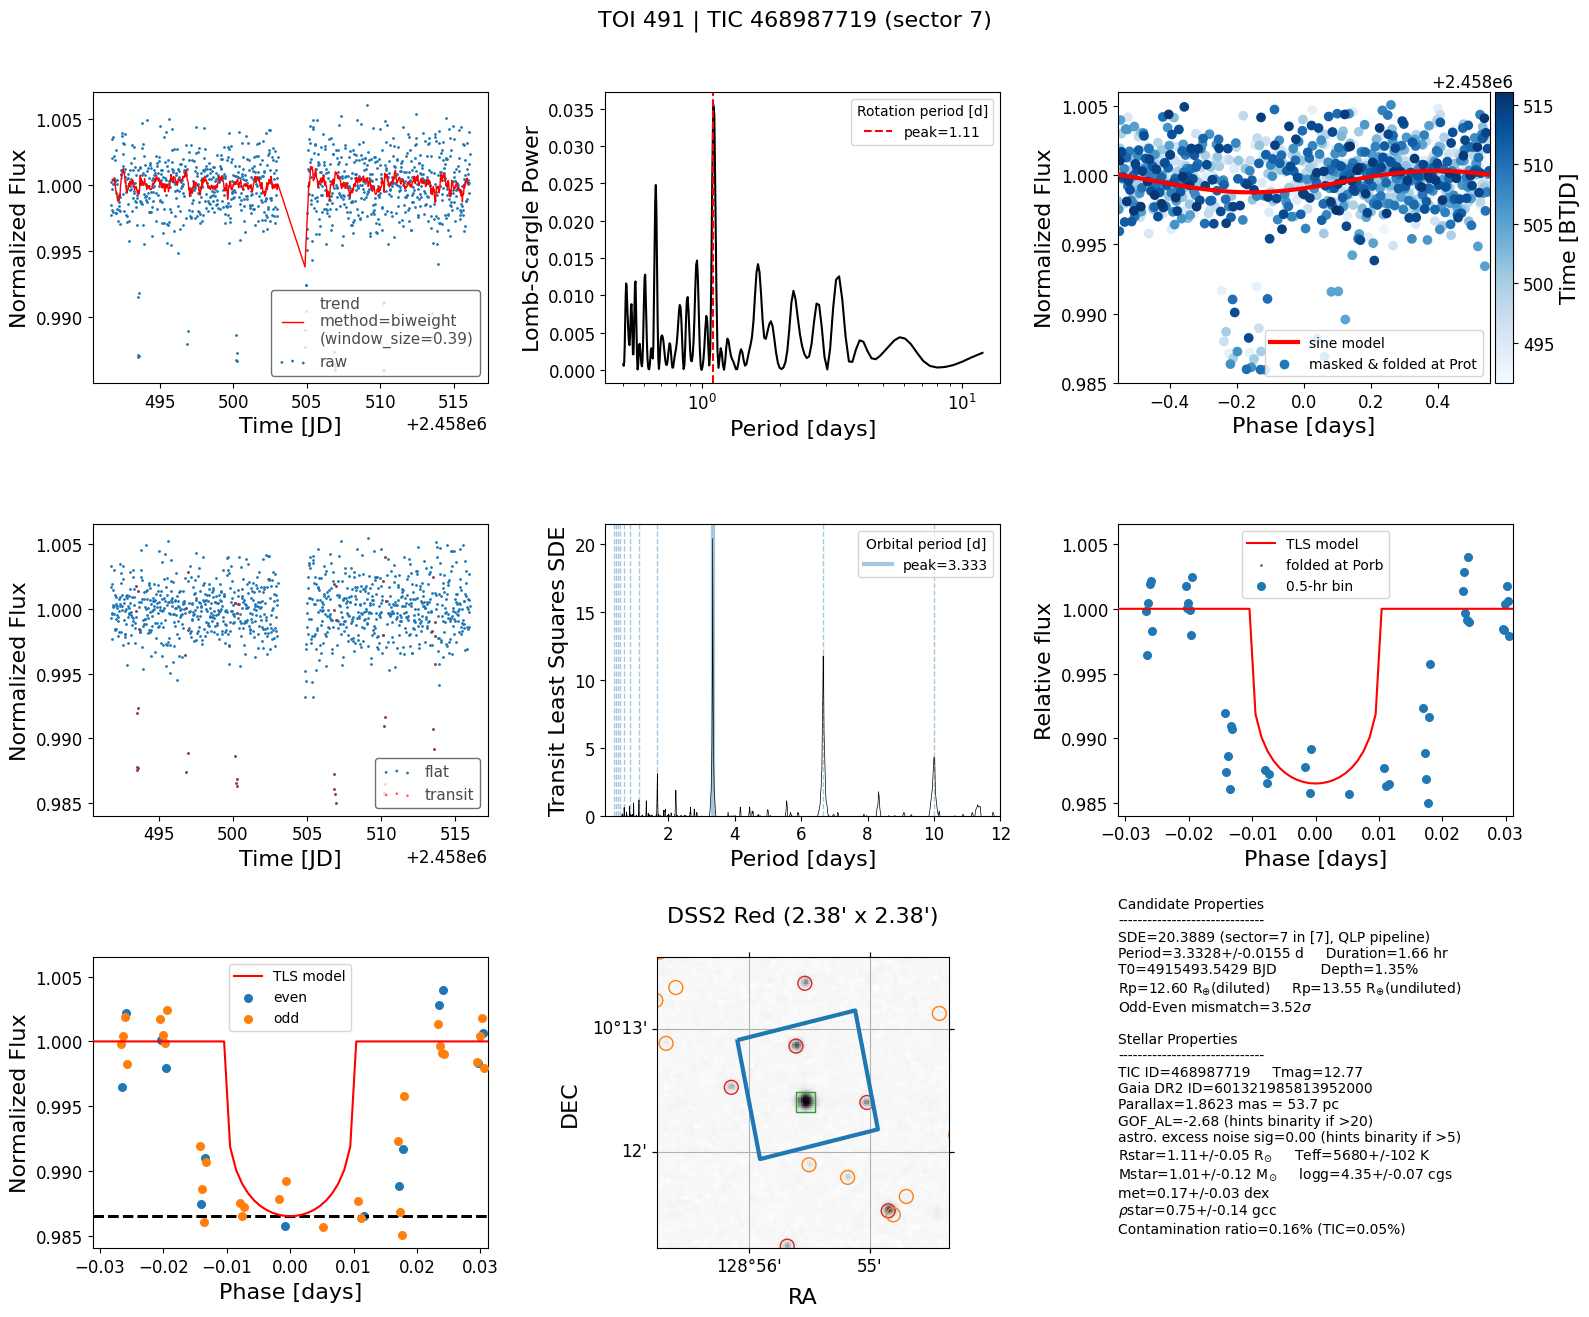 TOI 491 | TIC 468987719 (sector 7)
Normalized Flux
1.005
1.000
0.995
0.990
trend
method=biweight
(window_size=0.39)
raw
495 500 505 510 515
Time [JD]
+2.458e6
Lomb-Scargle Power
0.035
0.030
0.025
0.020
0.015
0.010
0.005
0.000
Rotation period [d]
peak=1.11
10⁰ 10¹
Period [days]
+2.458e6
Normalized Flux
1.005
1.000
0.995
0.990
0.985
sine model
masked & folded at Prot
−0.4 −0.2 0.0 0.2 0.4
Phase [days]
515
510
505
500
495
Time [BTJD]
Normalized Flux
1.005
1.000
0.995
0.990
0.985
flat
transit
495 500 505 510 515
Time [JD]
+2.458e6
Transit Least Squares SDE
20
15
10
5
0
Orbital period [d]
peak=3.333
2 4 6 8 10 12
Period [days]
Relative flux
1.005
1.000
0.995
0.990
0.985
TLS model
folded at Porb
0.5-hr bin
−0.03 −0.02 −0.01 0.00 0.01 0.02 0.03
Phase [days]
Normalized Flux
1.005
1.000
0.995
0.990
0.985
TLS model
even
odd
−0.03 −0.02 −0.01 0.00 0.01 0.02 0.03
Phase [days]
DSS2 Red (2.38' x 2.38')
DEC
10°13'
12'
128°56' 55'
RA
Candidate Properties
-------------------------------
SDE=20.3889 (sector=7 in [7], QLP pipeline)
Period=3.3328+/-0.0155 d Duration=1.66 hr
T0=4915493.5429 BJD Depth=1.35%
Rp=12.60 R⊕(diluted) Rp=13.55 R⊕(undiluted)
Odd-Even mismatch=3.52σ
Stellar Properties
-------------------------------
TIC ID=468987719 Tmag=12.77
Gaia DR2 ID=601321985813952000
Parallax=1.8623 mas = 53.7 pc
GOF_AL=-2.68 (hints binarity if >20)
astro. excess noise sig=0.00 (hints binarity if >5)
Rstar=1.11+/-0.05 R⊙ Teff=5680+/-102 K
Mstar=1.01+/-0.12 M⊙ logg=4.35+/-0.07 cgs
met=0.17+/-0.03 dex
ρstar=0.75+/-0.14 gcc
Contamination ratio=0.16% (TIC=0.05%)